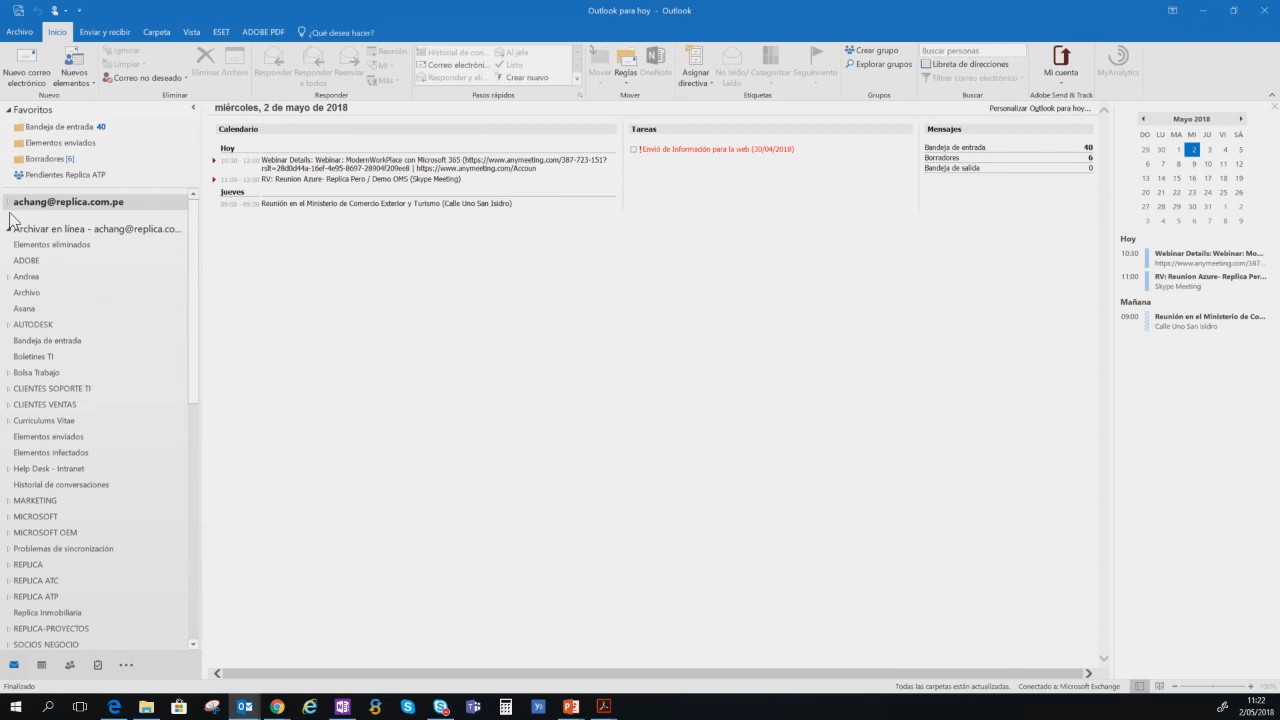 Outlook para hoy - Outlook
Archivo Inicio Enviar y recibir Carpeta Vista ESET ADOBE PDF ¿Qué desea hacer?
Nuevo correo electrónico
Nuevos elementos
Nuevo
Ignorar
Limpiar
Correo no deseado
Eliminar Archivo
Eliminar
Responder
Responder a todos
Reenviar
Reunión
MI
Más
Responder
Historial de con...
Correo electróni...
Responder y eli...
Al jefe
Listo
Crear nuevo
Pasos rápidos
Mover
Reglas
OneNote
Mover
Asignar directiva
No leído/ Leído
Categorizar
Seguimiento
Etiquetas
Crear grupo
Explorar grupos
Grupos
Buscar personas
Libreta de direcciones
Filtrar correo electrónico
Buscar
Mi cuenta
Adobe Send & Track
MyAnalytics
Favoritos
Bandeja de entrada 40
Elementos enviados
Borradores [6]
Pendientes Replica ATP
achang@replica.com.pe
Archivar en línea - achang@replica.co...
Elementos eliminados
ADOBE
Andrea
Archivo
Asana
AUTODESK
Bandeja de entrada
Boletines TI
Bolsa Trabajo
CLIENTES SOPORTE TI
CLIENTES VENTAS
Curriculums Vitae
Elementos enviados
Elementos infectados
Help Desk - Intranet
Historial de conversaciones
MARKETING
MICROSOFT
MICROSOFT OEM
Problemas de sincronización
REPLICA
REPLICA ATC
REPLICA ATP
Replica Inmobiliaria
REPLICA-PROYECTOS
SOCIOS NEGOCIO
miércoles, 2 de mayo de 2018
Personalizar Outlook para hoy...
Calendario
Hoy
10:30 - 12:00 Webinar Details: Webinar: ModernWorkPlace con Microsoft 365 (https://www.anymeeting.com/387-723-151?
rslt=28d0d44a-16ef-4e95-8697-28904f209ee8 | https://www.anymeeting.com/Accoun
11:00 - 12:00 RV: Reunion Azure- Replica Pero / Demo OMS (Skype Meeting)
jueves
09:00 - 09:30 Reunión en el Ministerio de Comercio Exterior y Turismo (Calle Uno San Isidro)
Tareas
!Envió de Información para la web (30/04/2018)
Mensajes
Bandeja de entrada 40
Borradores 6
Bandeja de salida 0
Mayo 2018
DO LU MA MI JU VI SÁ
29 30 1 2 3 4 5
6 7 8 9 10 11 12
13 14 15 16 17 18 19
20 21 22 23 24 25 26
27 28 29 30 31 1 2
3 4 5 6 7 8 9
Hoy
10:30 Webinar Details: Webinar: Mo...
https://www.anymeeting.com/387...
11:00 RV: Reunion Azure- Replica Per...
Skype Meeting
Mañana
09:00 Reunión en el Ministerio de Co...
Calle Uno San Isidro
Finalizado
Todas las carpetas están actualizadas. Conectado a: Microsoft Exchange
100%
11:22
2/05/2018